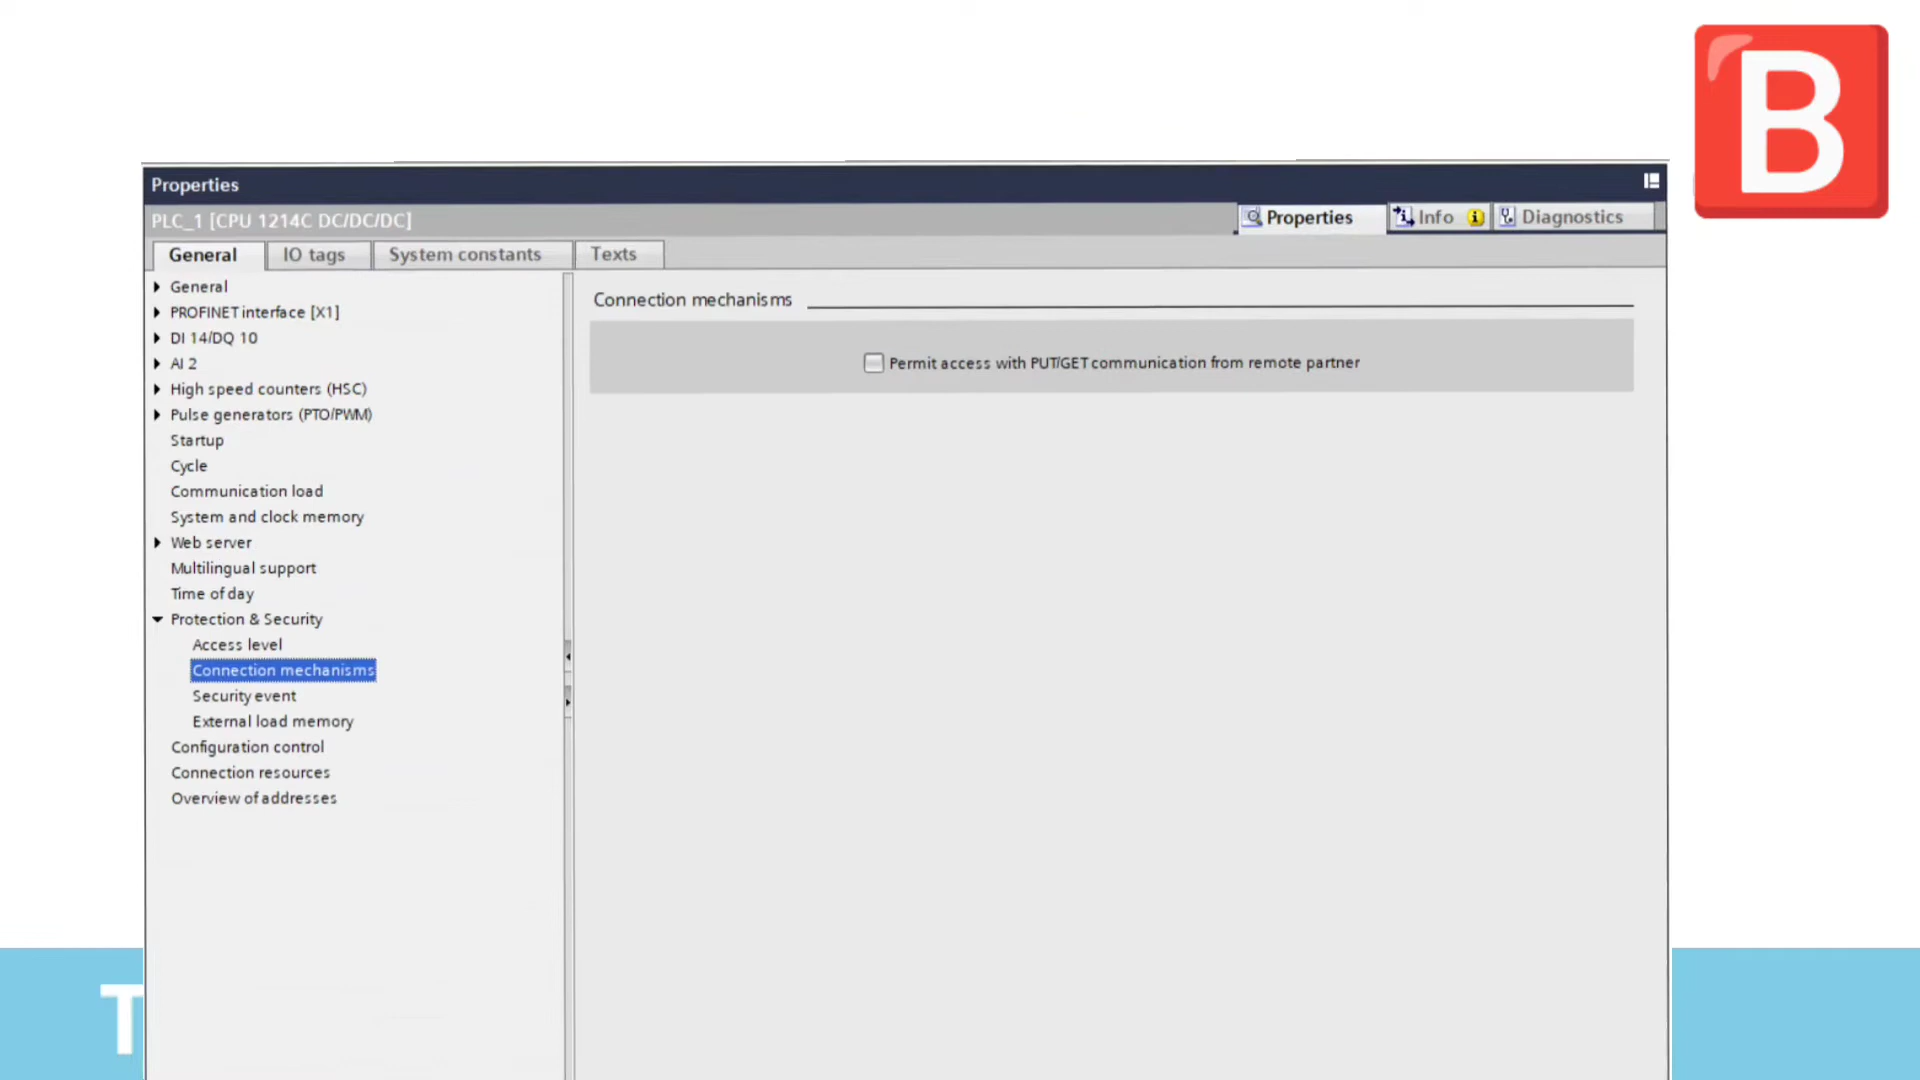 B
Properties
PLC_1 [CPU 1214C DC/DC/DC]
Properties
Info
Diagnostics
General
IO tags
System constants
Texts
General
PROFINET interface [X1]
DI 14/DQ 10
AI 2
High speed counters (HSC)
Pulse generators (PTO/PWM)
Startup
Cycle
Communication load
System and clock memory
Web server
Multilingual support
Time of day
Protection & Security
Access level
Connection mechanisms
Security event
External load memory
Configuration control
Connection resources
Overview of addresses
Connection mechanisms
Permit access with PUT/GET communication from remote partner
T